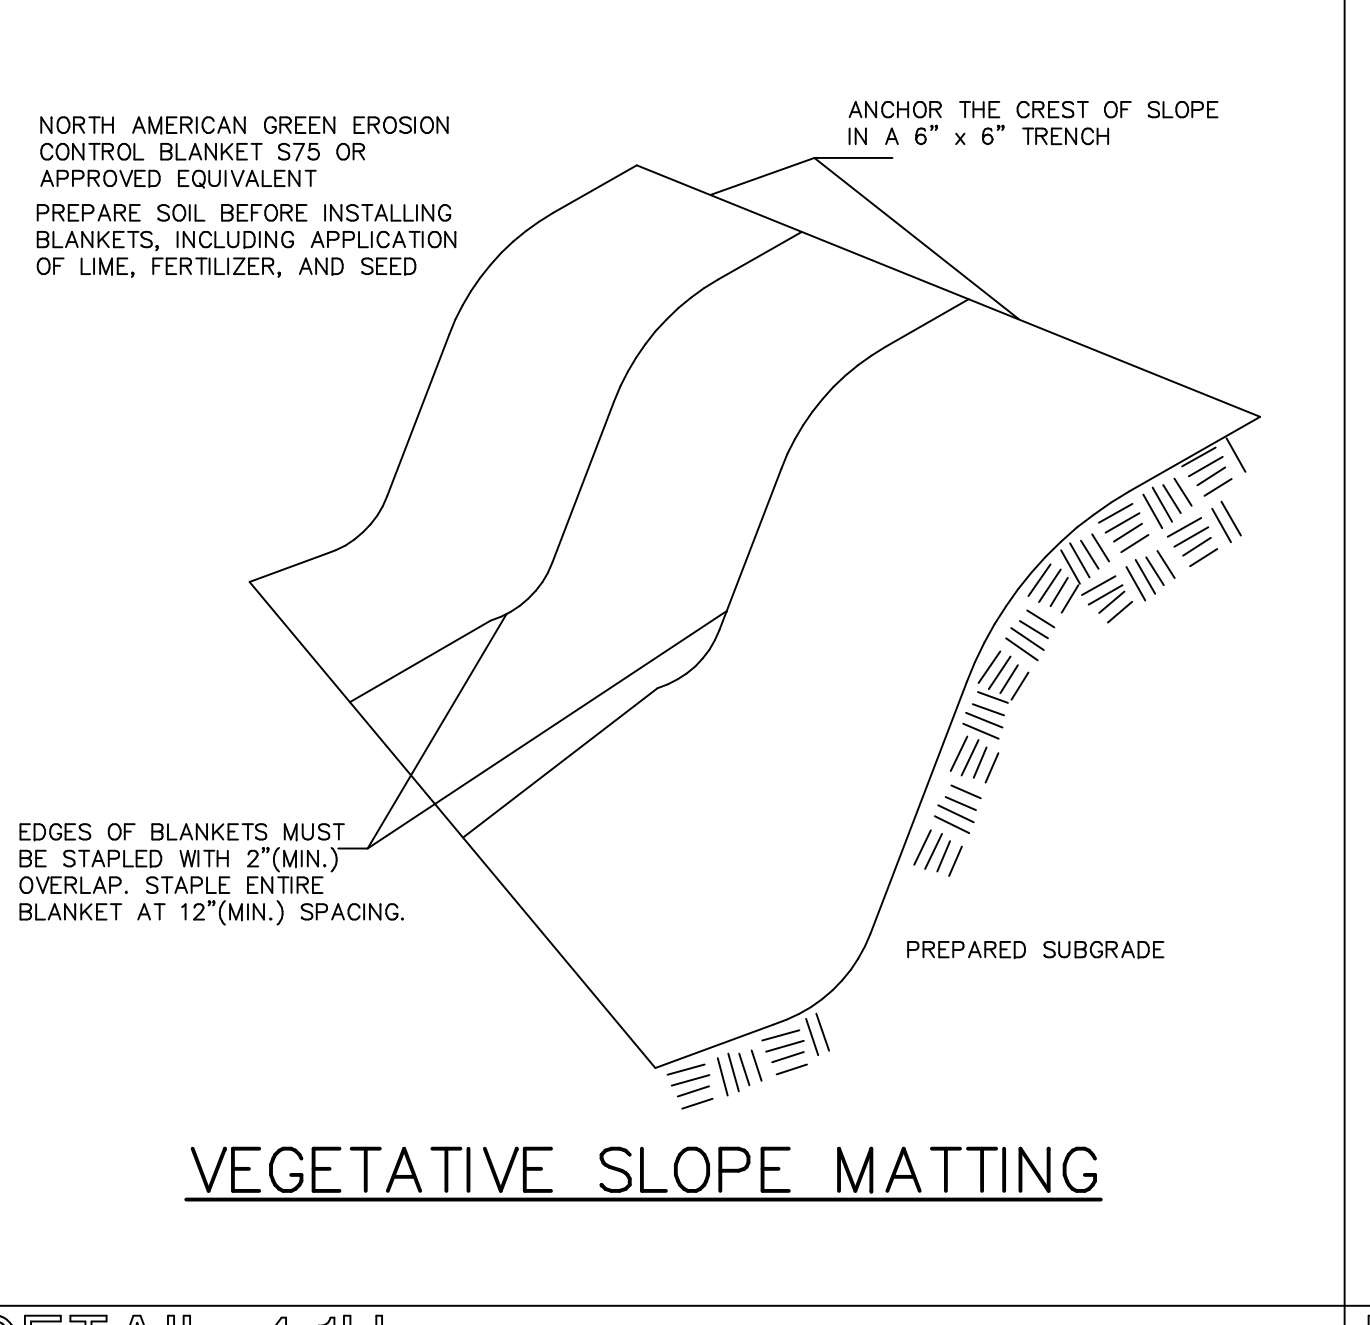 NORTH AMERICAN GREEN EROSION
CONTROL BLANKET S75 OR
APPROVED EQUIVALENT
PREPARE SOIL BEFORE INSTALLING
BLANKETS, INCLUDING APPLICATION
OF LIME, FERTILIZER, AND SEED
ANCHOR THE CREST OF SLOPE
IN A 6" x 6" TRENCH
EDGES OF BLANKETS MUST
BE STAPLED WITH 2"(MIN.)
OVERLAP. STAPLE ENTIRE
BLANKET AT 12"(MIN.) SPACING.
PREPARED SUBGRADE
VEGETATIVE SLOPE MATTING